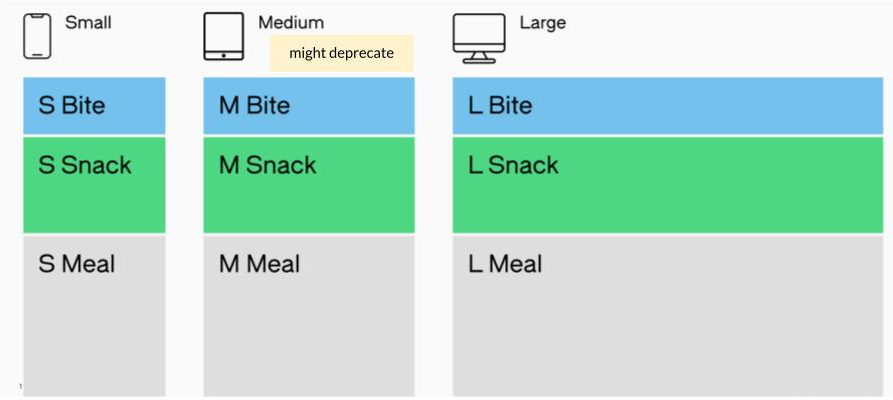 Small
Medium
might deprecate
Large
S Bite
M Bite
L Bite
S Snack
M Snack
L Snack
S Meal
M Meal
L Meal
1